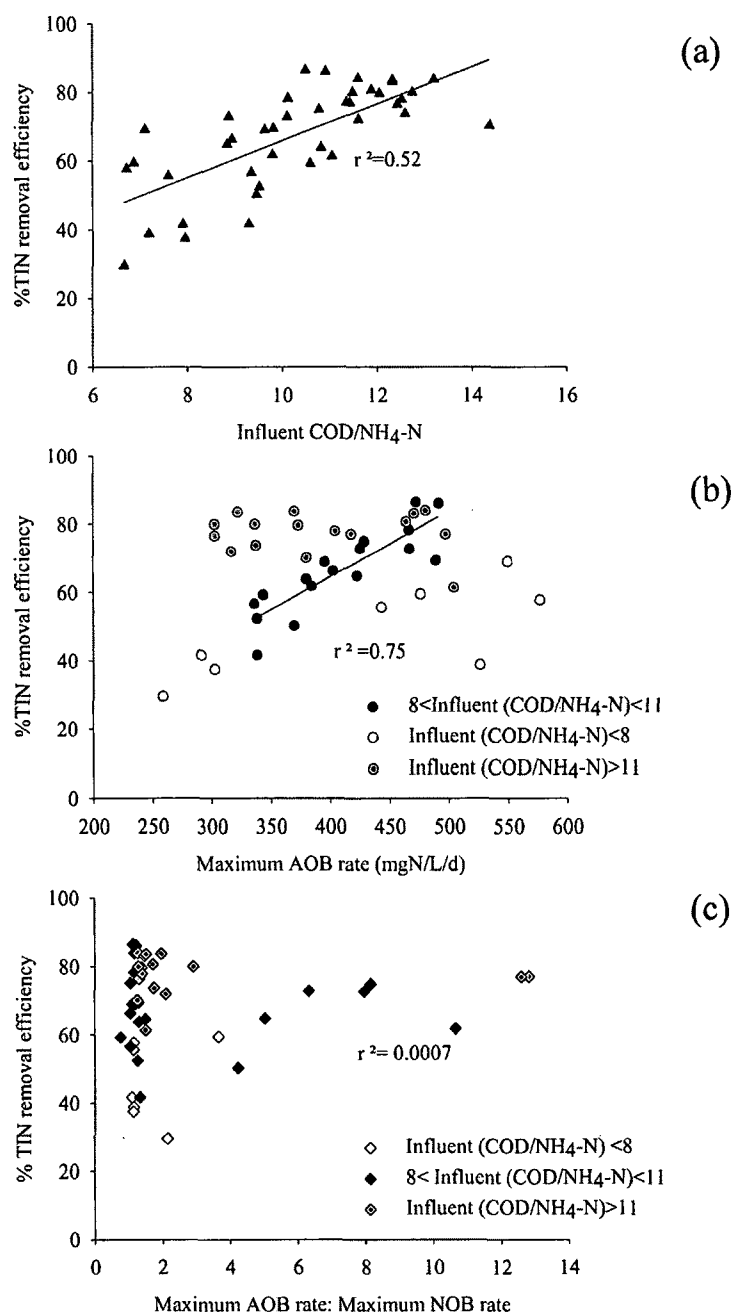 (a)
%TIN removal efficiency
100
80
60
40
20
0
r ²=0.52
6 8 10 12 14 16
Influent COD/NH4-N
(b)
%TIN removal efficiency
100
80
60
40
20
0
r ²=0.75
8<Influent (COD/NH4-N)<11
Influent (COD/NH4-N)<8
Influent (COD/NH4-N)>11
200 250 300 350 400 450 500 550 600
Maximum AOB rate (mgN/L/d)
(c)
% TIN removal efficiency
100
80
60
40
20
0
r ²= 0.0007
Influent (COD/NH4-N) <8
8< Influent (COD/NH4-N)<11
Influent (COD/NH4-N)>11
0 2 4 6 8 10 12 14
Maximum AOB rate: Maximum NOB rate